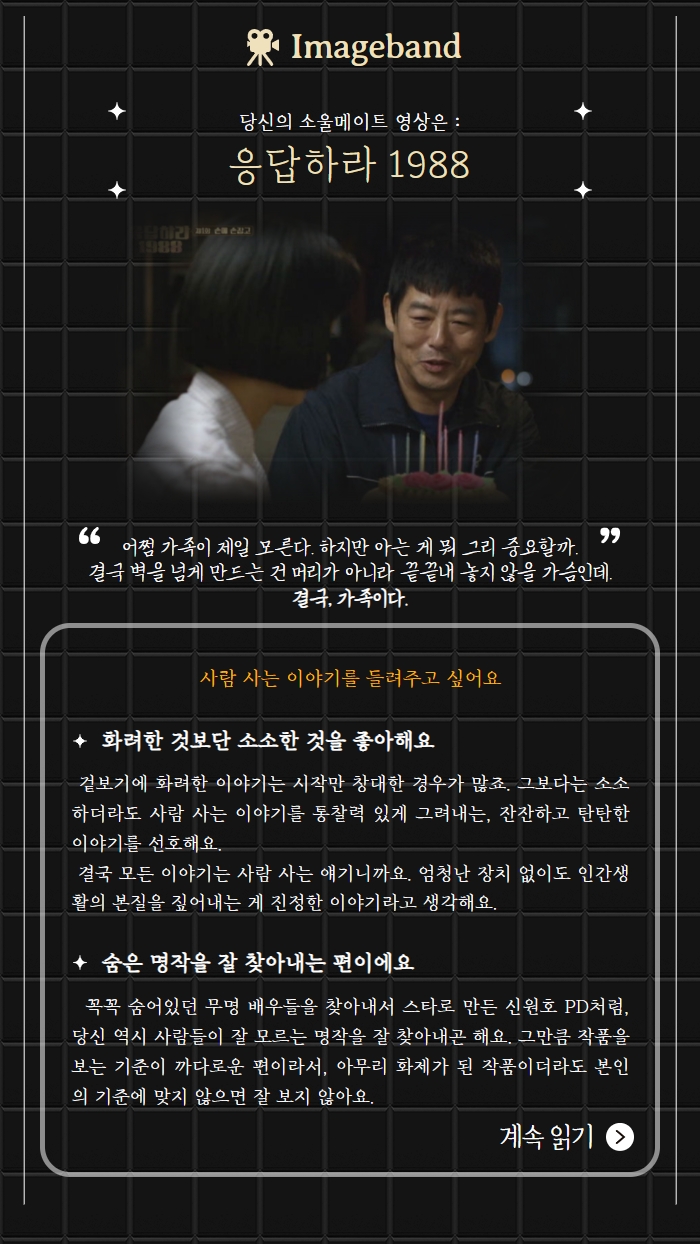 Imageband
당신의 소울메이트 영상은 :
응답하라 1988
응답하라 제1화 손에 손잡고
1988
“ 어쩜 가족이 제일 모른다. 하지만 아는 게 뭐 그리 중요할까. ”
결국 벽을 넘게 만드는 건 머리가 아니라 끝끝내 놓지 않을 가슴인데.
결국, 가족이다.
사람 사는 이야기를 들려주고 싶어요
화려한 것보단 소소한 것을 좋아해요
겉보기에 화려한 이야기는 시작만 창대한 경우가 많죠. 그보다는 소소
하더라도 사람 사는 이야기를 통찰력 있게 그려내는, 잔잔하고 탄탄한
이야기를 선호해요.
결국 모든 이야기는 사람 사는 얘기니까요. 엄청난 장치 없이도 인간생
활의 본질을 짚어내는 게 진정한 이야기라고 생각해요.
숨은 명작을 잘 찾아내는 편이에요
꼭꼭 숨어있던 무명 배우들을 찾아내서 스타로 만든 신원호 PD처럼,
당신 역시 사람들이 잘 모르는 명작을 잘 찾아내곤 해요. 그만큼 작품을
보는 기준이 까다로운 편이라서, 아무리 화제가 된 작품이더라도 본인
의 기준에 맞지 않으면 잘 보지 않아요.
계속 읽기